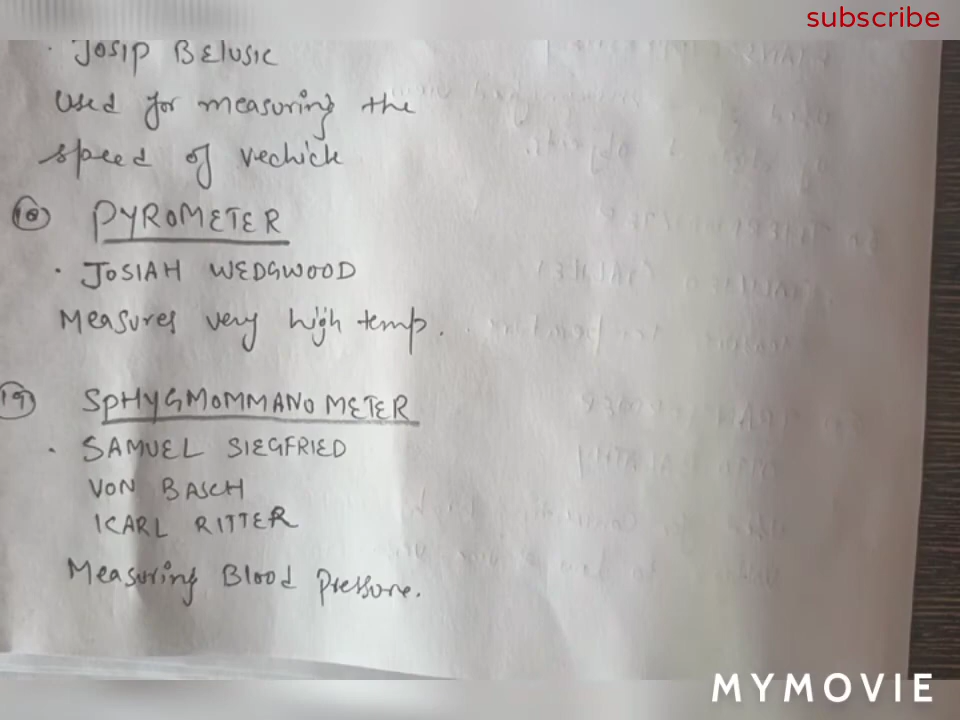 subscribe
· JOSIP BELUSIC
Used for measuring the
speed of vechicle
18 PYROMETER
· JOSIAH WEDGWOOD
Measures very high temp.
19 SPHYGMOMMANOMETER
· SAMUEL SIEGFRIED
VON BASCH
KARL RITTER
Measuring Blood Pressure.
MYMOVIE